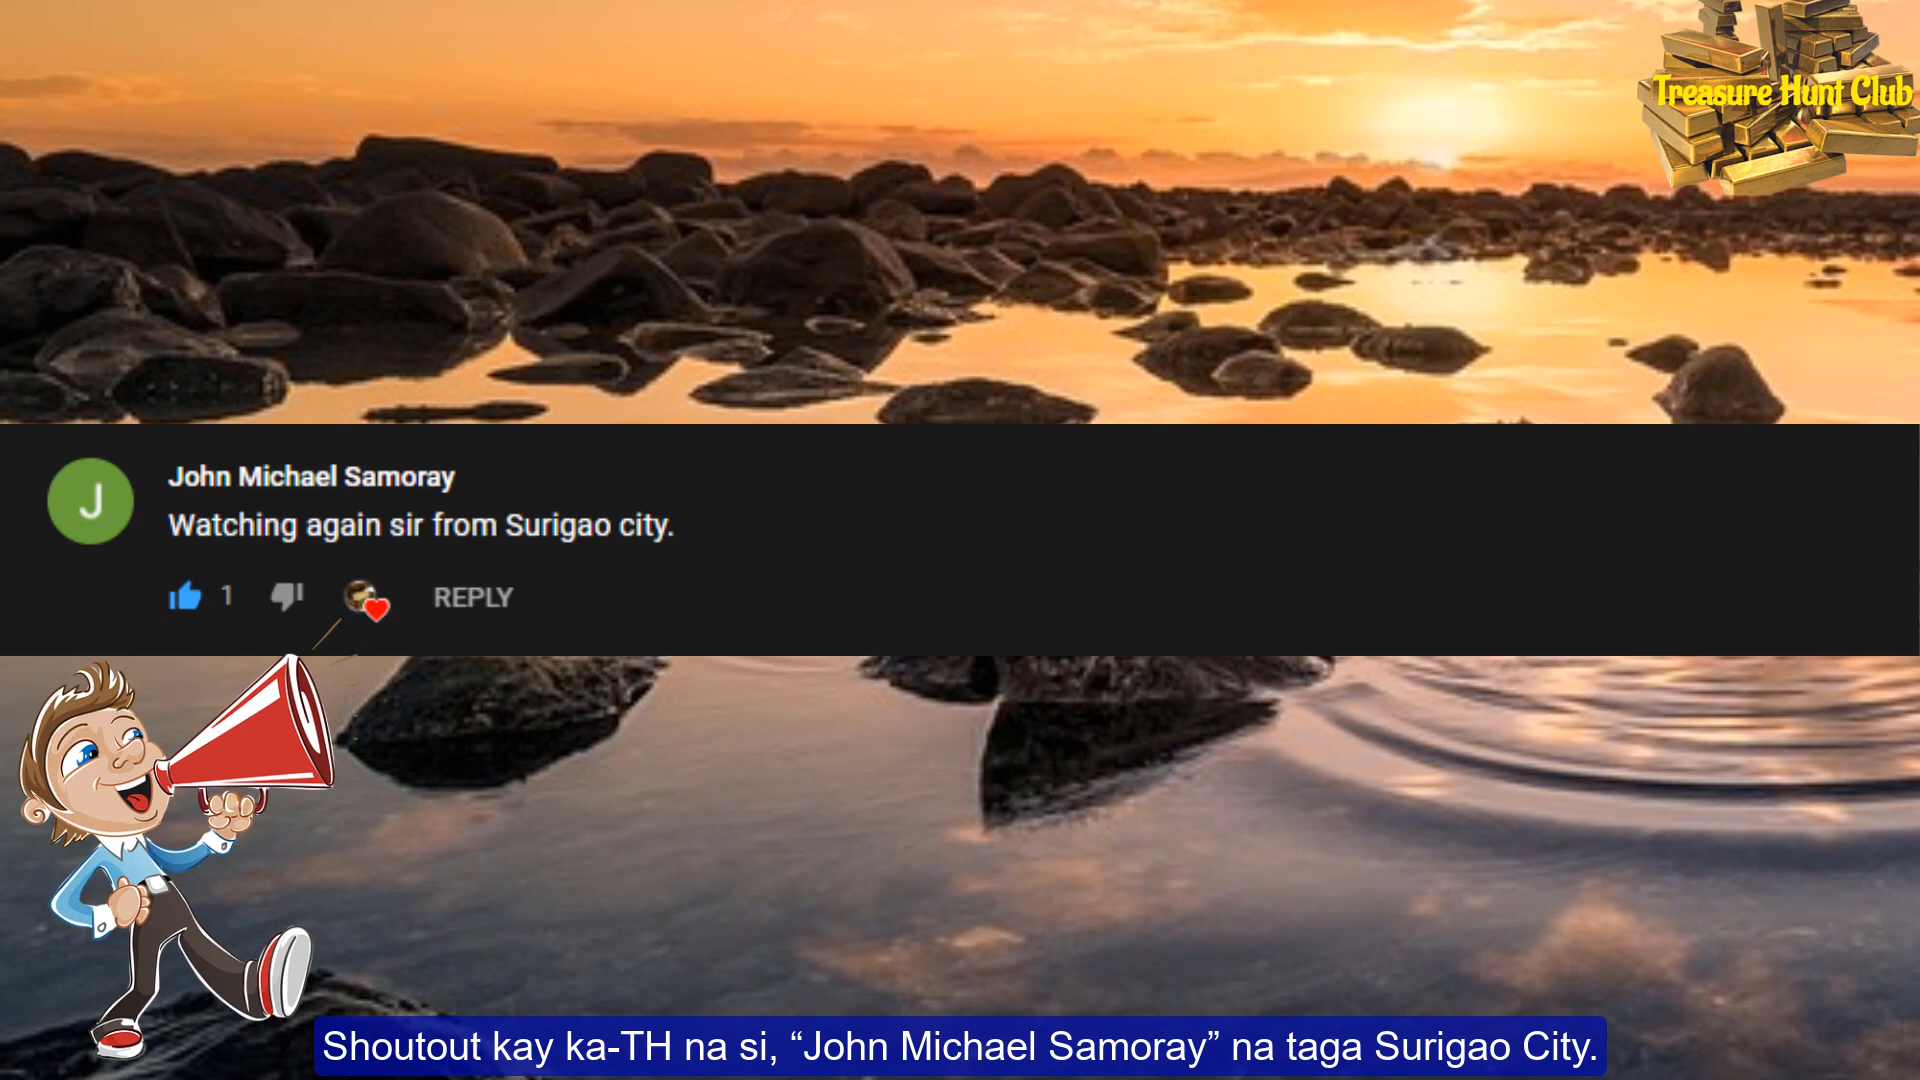 Treasure Hunt Club
J
John Michael Samoray
Watching again sir from Surigao city.
1
REPLY
Shoutout kay ka-TH na si, “John Michael Samoray” na taga Surigao City.